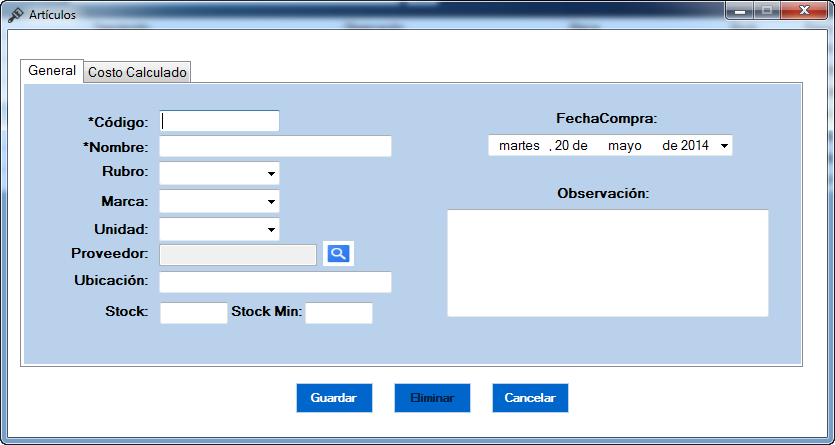 Artículos
General Costo Calculado
*Código:
*Nombre:
Rubro:
Marca:
Unidad:
Proveedor:
Ubicación:
Stock: Stock Min:
FechaCompra:
martes , 20 de mayo de 2014
Observación:
Guardar Eliminar Cancelar